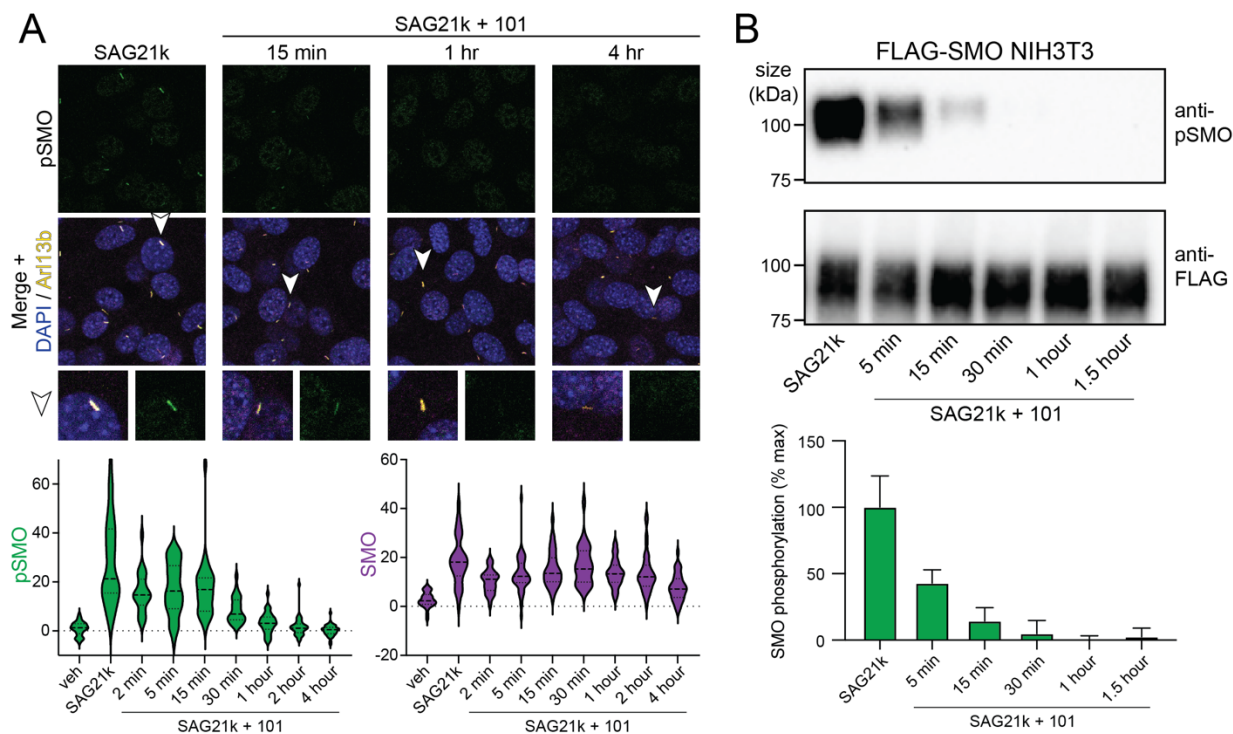 A
SAG21k + 101
SAG21k
15 min
1 hr
4 hr
pSMO
Merge +
DAPI / Arl13b
60
40
20
0
pSMO
veh
SAG21k
2 min
5 min
15 min
30 min
1 hour
2 hour
4 hour
SAG21k + 101
60
40
20
0
-20
SMO
veh
SAG21k
2 min
5 min
15 min
30 min
1 hour
2 hour
4 hour
SAG21k + 101
B
FLAG-SMO NIH3T3
size
(kDa)
100
75
anti-
pSMO
100
75
anti-
FLAG
SAG21k
5 min
15 min
30 min
1 hour
1.5 hour
SAG21k + 101
SMO phosphorylation (% max)
150
100
50
0
SAG21k
5 min
15 min
30 min
1 hour
1.5 hour
SAG21k + 101